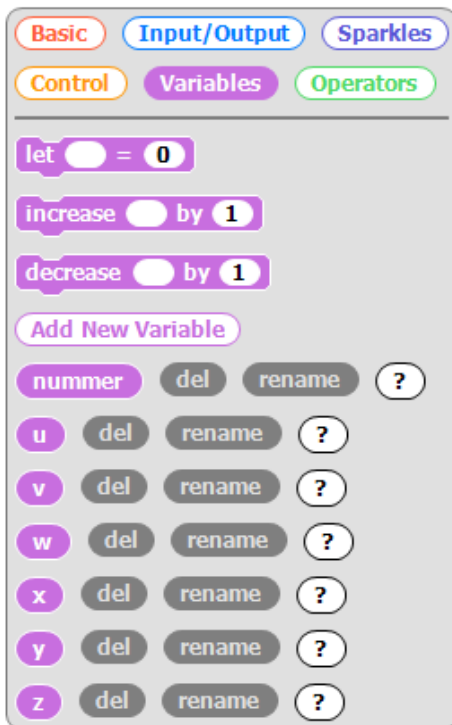 Basic Input/Output Sparkles
Control Variables Operators
let = 0
increase by 1
decrease by 1
Add New Variable
nummer del rename ?
u del rename ?
v del rename ?
w del rename ?
x del rename ?
y del rename ?
z del rename ?